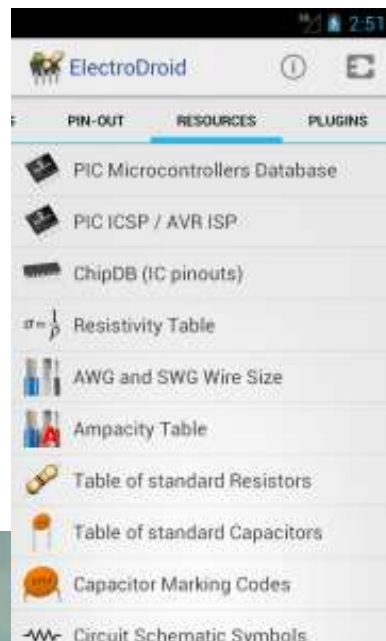 2:51
ElectroDroid
PIN-OUT RESOURCES PLUGINS
PIC Microcontrollers Database
PIC ICSP / AVR ISP
ChipDB (IC pinouts)
σ=1/ρ Resistivity Table
AWG and SWG Wire Size
A Ampacity Table
Table of standard Resistors
Table of standard Capacitors
Capacitor Marking Codes
Circuit Schematic Symbols